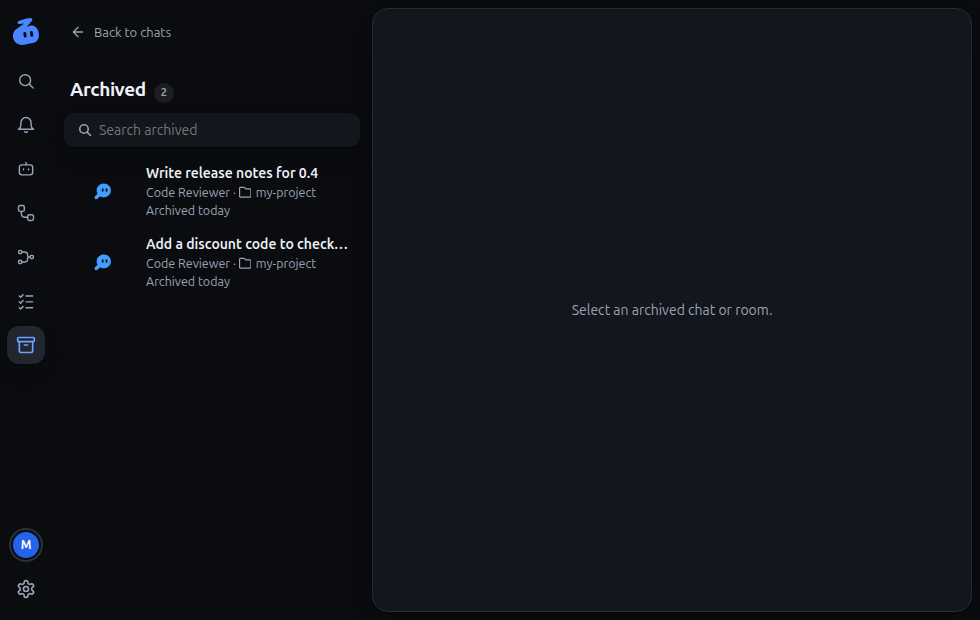 Back to chats
Archived 2
Search archived
Write release notes for 0.4
Code Reviewer · my-project
Archived today
Add a discount code to check…
Code Reviewer · my-project
Archived today
Select an archived chat or room.
M